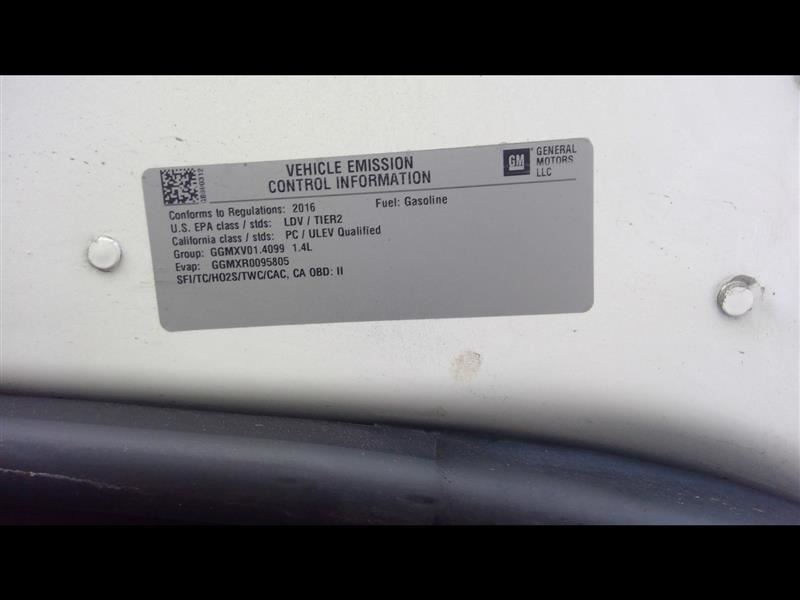 VEHICLE EMISSION
CONTROL INFORMATION
GM
GENERAL
MOTORS
LLC
Conforms to Regulations: 2016 Fuel: Gasoline
U.S. EPA class / stds: LDV / TIER2
California class / stds: PC / ULEV Qualified
Group: GGMXV01.4099 1.4L
Evap: GGMXR0095805
SFI/TC/HO2S/TWC/CAC, CA OBD: II